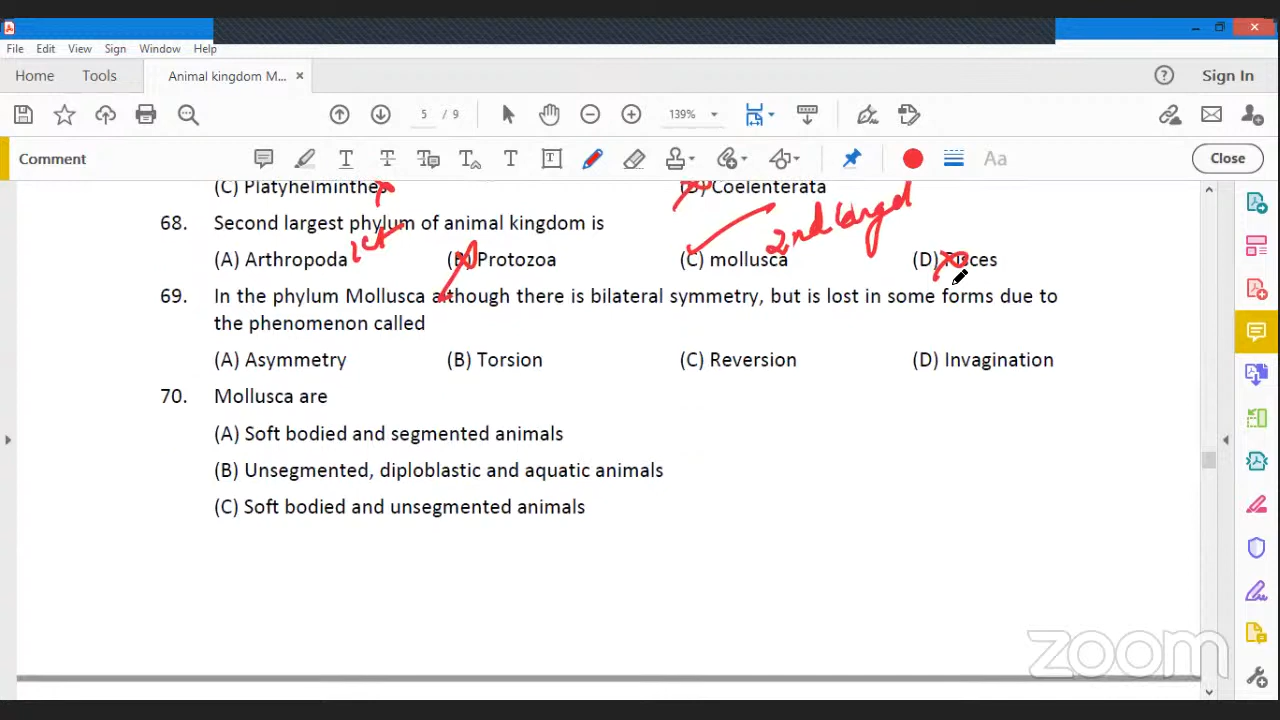 File Edit View Sign Window Help
Home Tools Animal kingdom M... × Sign In
5 / 9 139%
Comment Close
(C) Platyhelminthes (D) Coelenterata
68. Second largest phylum of animal kingdom is
1st 2nd largest
(A) Arthropoda (B) Protozoa (C) mollusca (D) Pisces
69. In the phylum Mollusca although there is bilateral symmetry, but is lost in some forms due to
the phenomenon called
(A) Asymmetry (B) Torsion (C) Reversion (D) Invagination
70. Mollusca are
(A) Soft bodied and segmented animals
(B) Unsegmented, diploblastic and aquatic animals
(C) Soft bodied and unsegmented animals
zoom